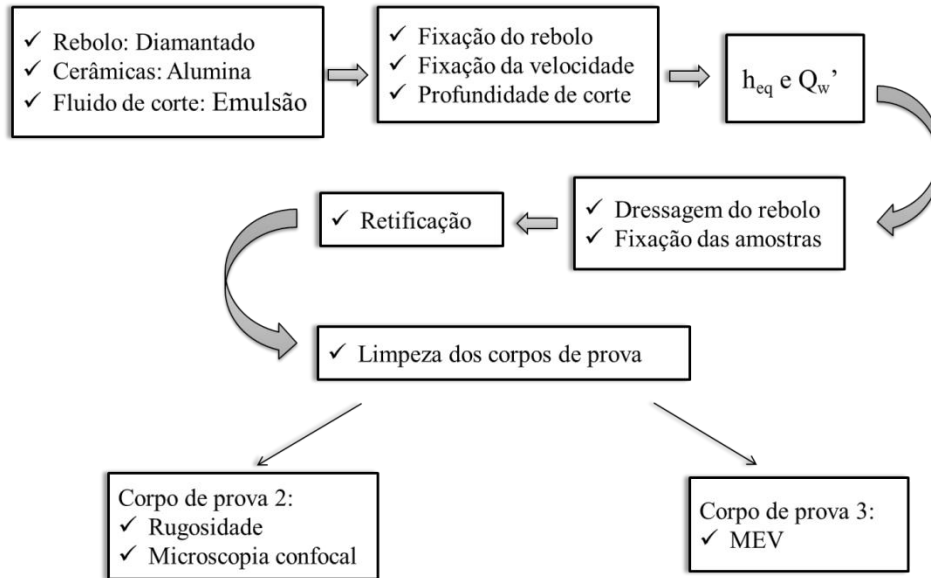 ✓ Rebolo: Diamantado
✓ Cerâmicas: Alumina
✓ Fluido de corte: Emulsão
✓ Fixação do rebolo
✓ Fixação da velocidade
✓ Profundidade de corte
heq e Qw’
✓ Dressagem do rebolo
✓ Fixação das amostras
✓ Retificação
✓ Limpeza dos corpos de prova
Corpo de prova 2:
✓ Rugosidade
✓ Microscopia confocal
Corpo de prova 3:
✓ MEV